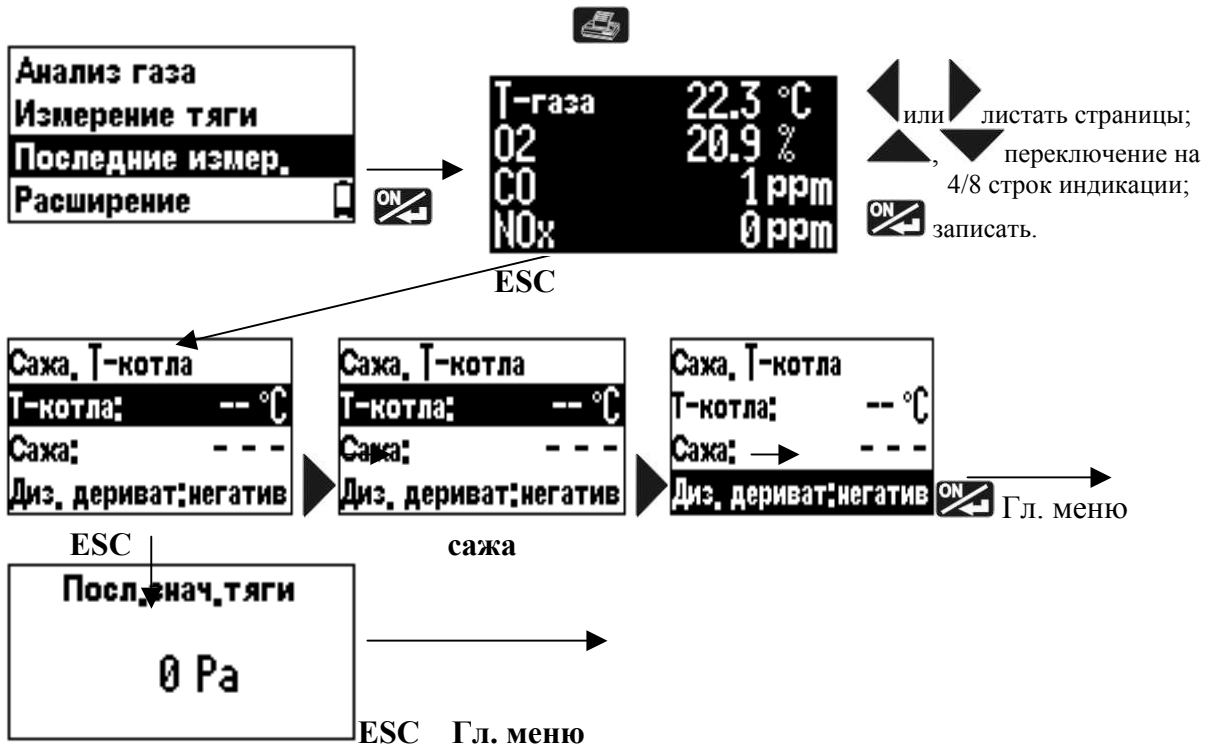 Анализ газа
Измерение тяги
Последние измер.
Расширение
ON
T-газа 22.3 °C
O2 20.9 %
CO 1 ppm
NOx 0 ppm
или листать страницы;
, переключение на
4/8 строк индикации;
ON записать.
ESC
Сажа, T-котла
T-котла: -- °C
Сажа: - - -
Диз. дериват:негатив
Сажа, T-котла
T-котла: -- °C
Сажа: - - -
Диз. дериват:негатив
Сажа, T-котла
T-котла: -- °C
Сажа: - - -
Диз. дериват:негатив
ON Гл. меню
ESC
сажа
Посл.знач.тяги
0 Pa
ESC Гл. меню